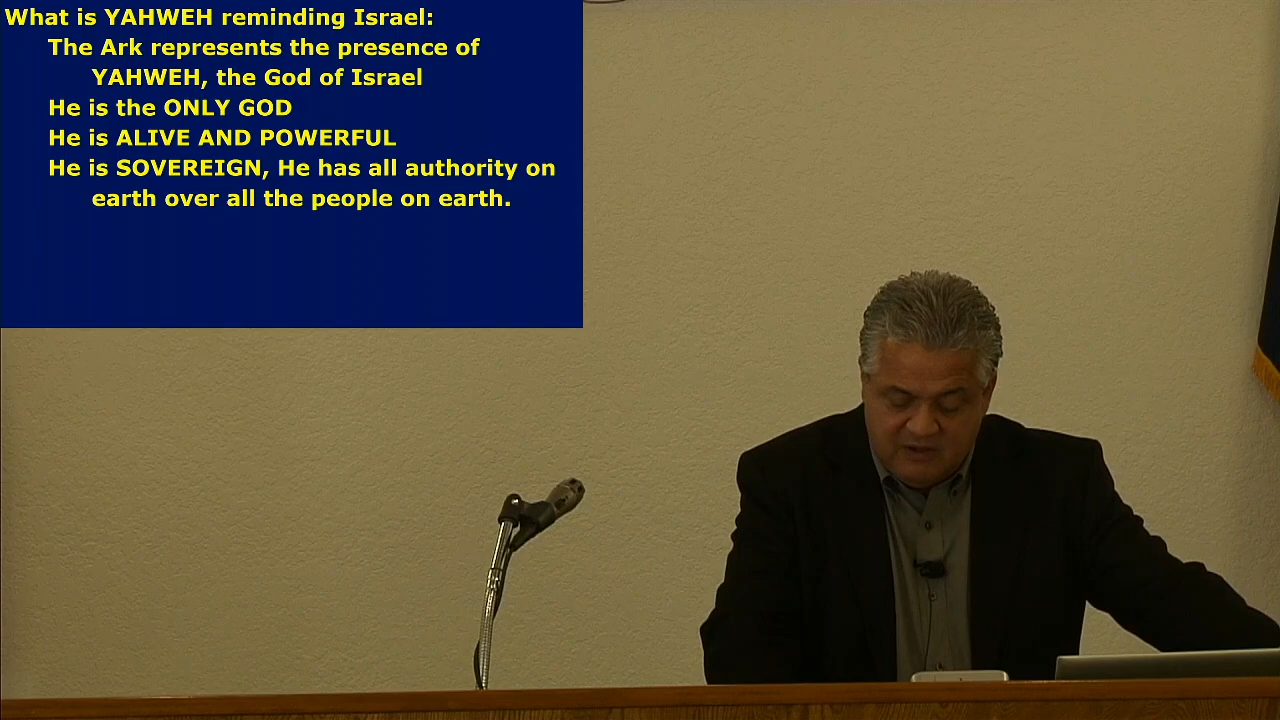 What is YAHWEH reminding Israel:
The Ark represents the presence of
YAHWEH, the God of Israel
He is the ONLY GOD
He is ALIVE AND POWERFUL
He is SOVEREIGN, He has all authority on
earth over all the people on earth.